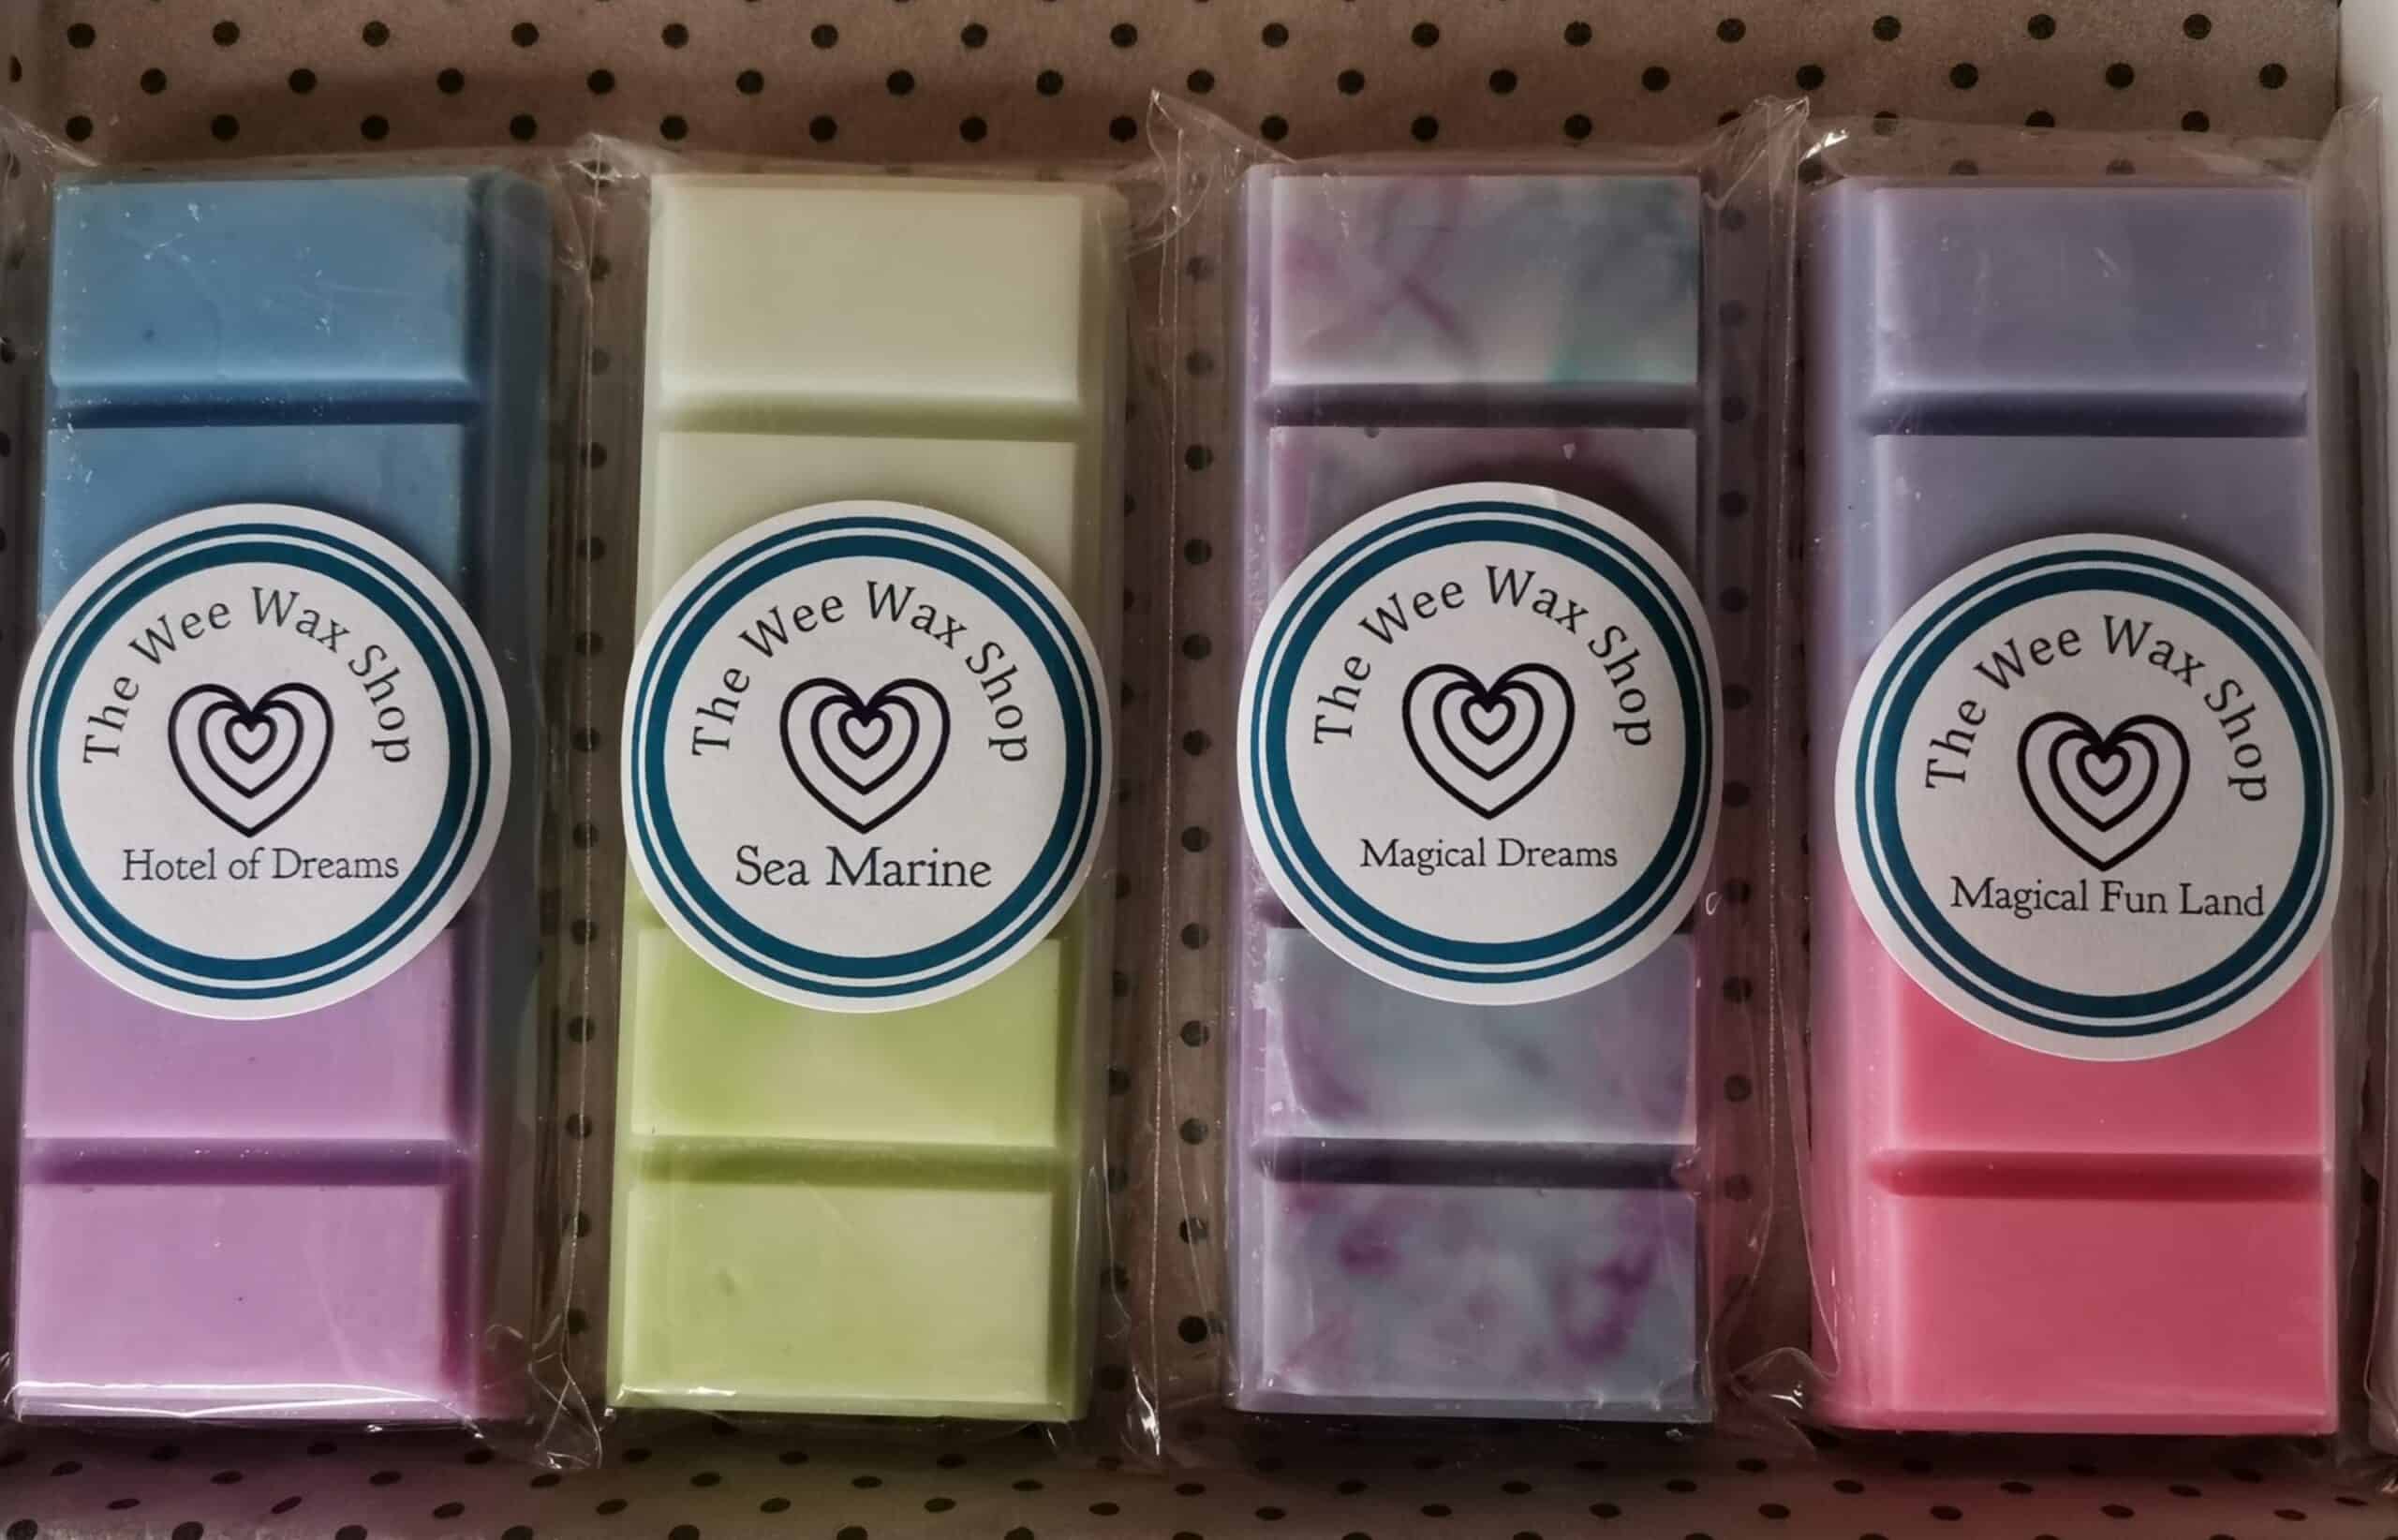 The Wee Wax Shop
Hotel of Dreams
The Wee Wax Shop
Sea Marine
The Wee Wax Shop
Magical Dreams
The Wee Wax Shop
Magical Fun Land